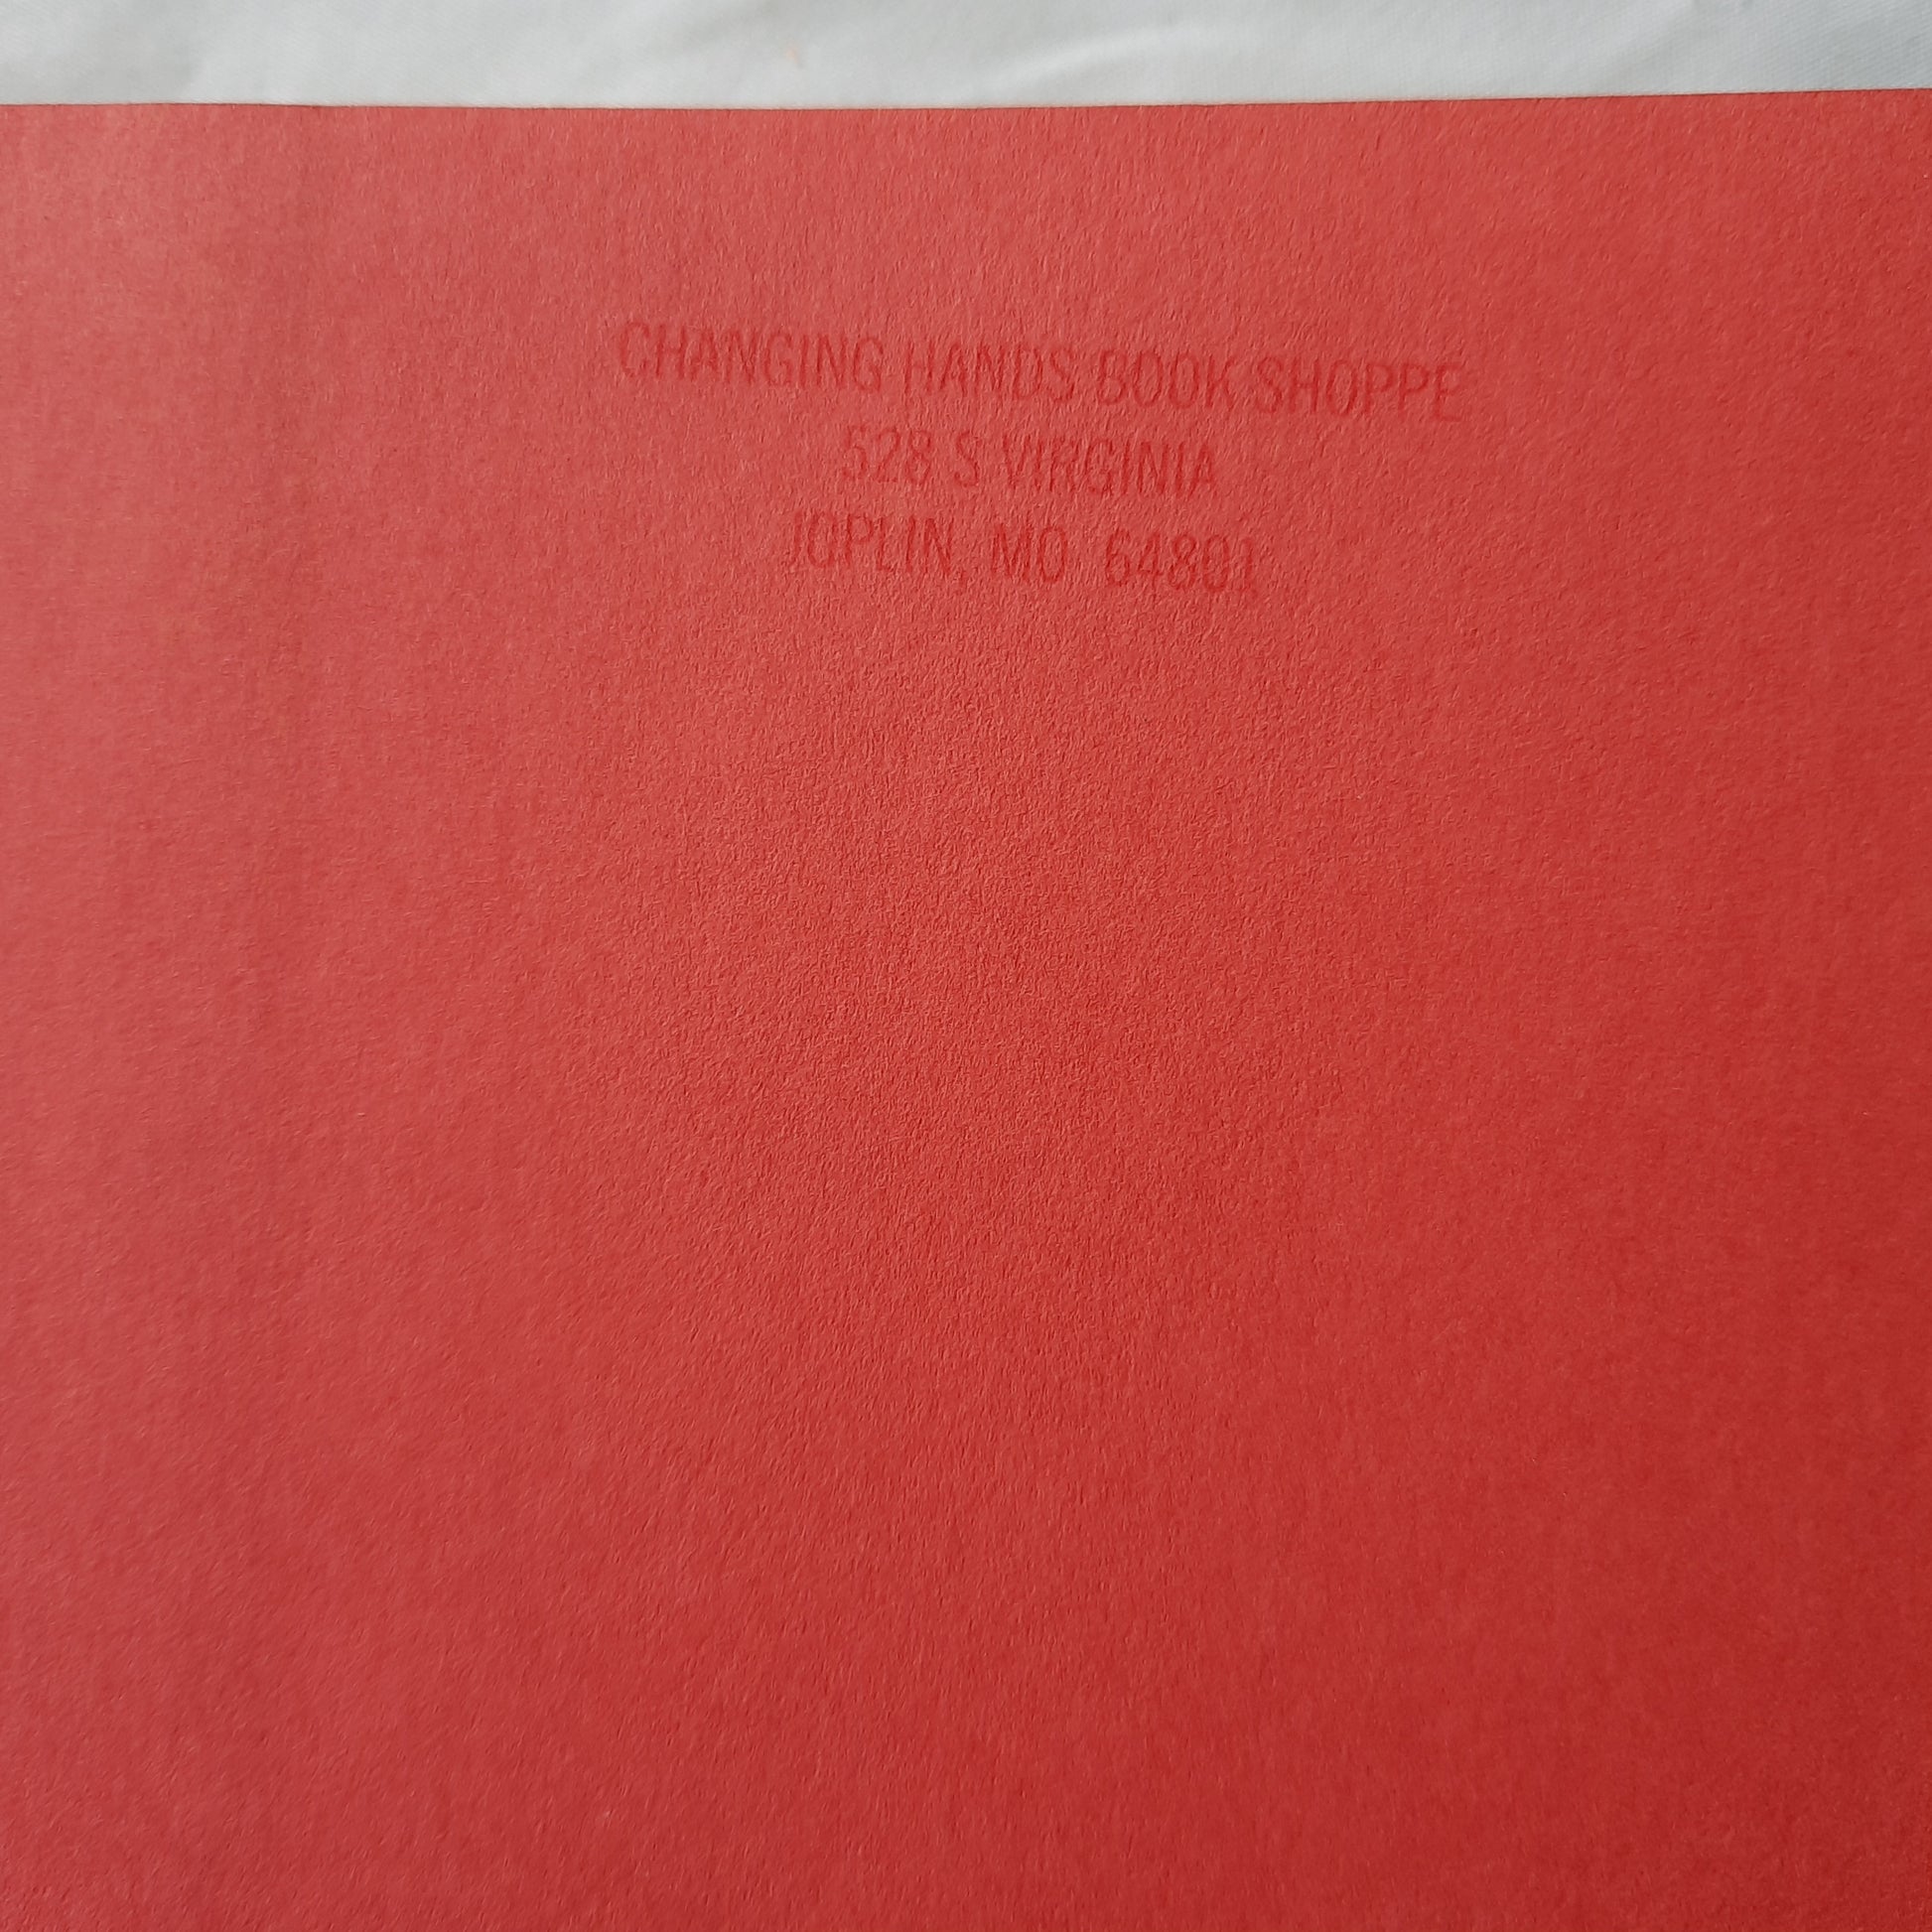 CHANGING HANDS BOOK SHOPPE
528 S VIRGINIA
JOPLIN, MO 64801